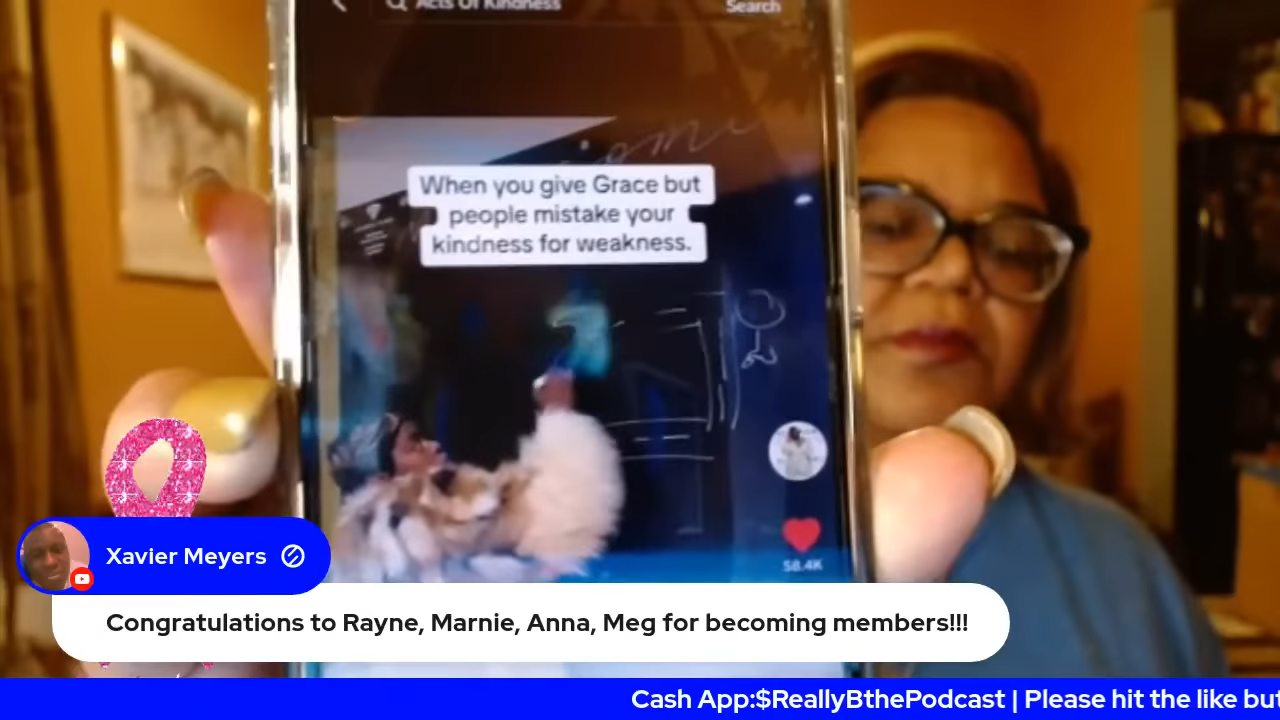 Acts Of Kindness
Search
When you give Grace but
people mistake your
kindness for weakness.
58.4K
Xavier Meyers
Congratulations to Rayne, Marnie, Anna, Meg for becoming members!!!
Cash App:$ReallyBthePodcast | Please hit the like but